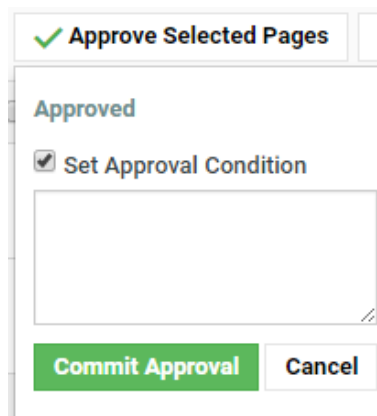 Approve Selected Pages
Approved
Set Approval Condition
Commit Approval Cancel